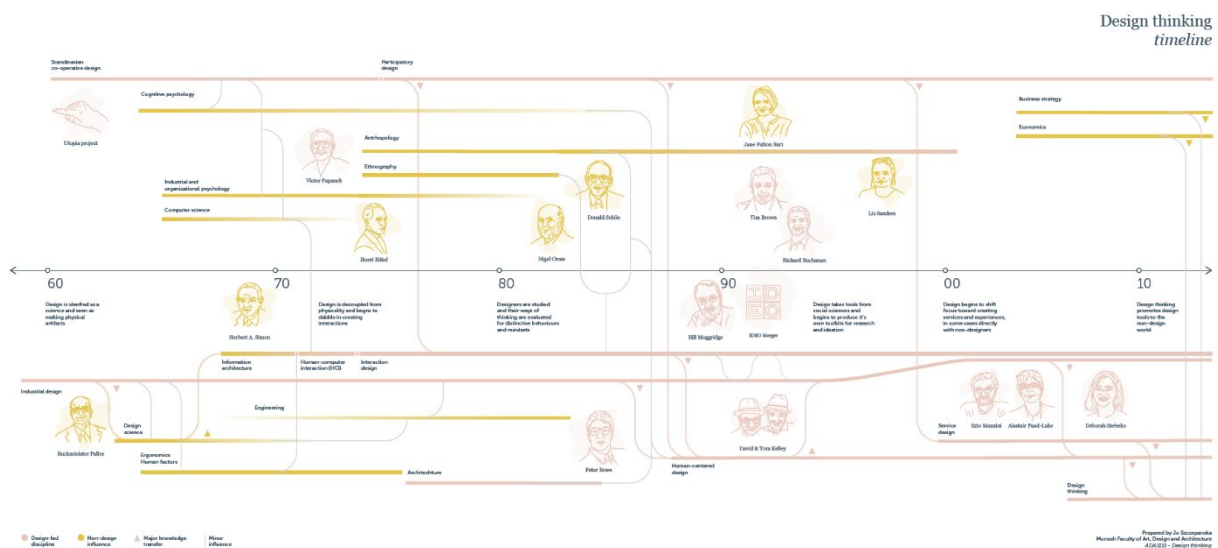 Design thinking
timeline
Scandinavian
co-operative design
Participatory
design
Cognitive psychology
Business strategy
Economics
Utopia project
Victor Papanek
Antrhopology
Ethnography
Jane Fulton Suri
Industrial and
organizational psychology
Computer science
Horst Rittel
Nigel Cross
Donald Schön
Tim Brown
Richard Buchanan
Liz Sanders
60
70
80
90
00
10
Design is identified as a
science and seen as
making physical
artifacts
Herbert A. Simon
Design is decoupled from
physicality and begins to
dabble in creating
interactions
Designers are studied
and their ways of
thinking are evaluated
for distinctive behaviours
and mindsets
Bill Moggridge
IDEO
IDEO Merger
Design takes tools from
social sciences and
begins to produce it's
own toolkits for research
and ideation
Design begins to shift
focus toward creating
services and experiences,
in some cases directly
with non-designers
Design thinking
promotes design
tools to the
non-design
world
Information
architecture
Human-computer
interaction (HCI)
Interaction
design
Industrial design
Buckminister Fuller
Design
science
Engineering
Ergonomics
Human factors
Architechture
Peter Rowe
Human-centered
design
David & Tom Kelley
Service
design
Ezio Manzini
Alastair Fuad-Luke
Deborah Szebeko
Design
thinking
Design-led
discipline
Non-design
influence
Major knowledge
transfer
Minor
influence
Prepared by Jo Szczepanska
Monash Faculty of Art, Design and Architecture
- Design thinking